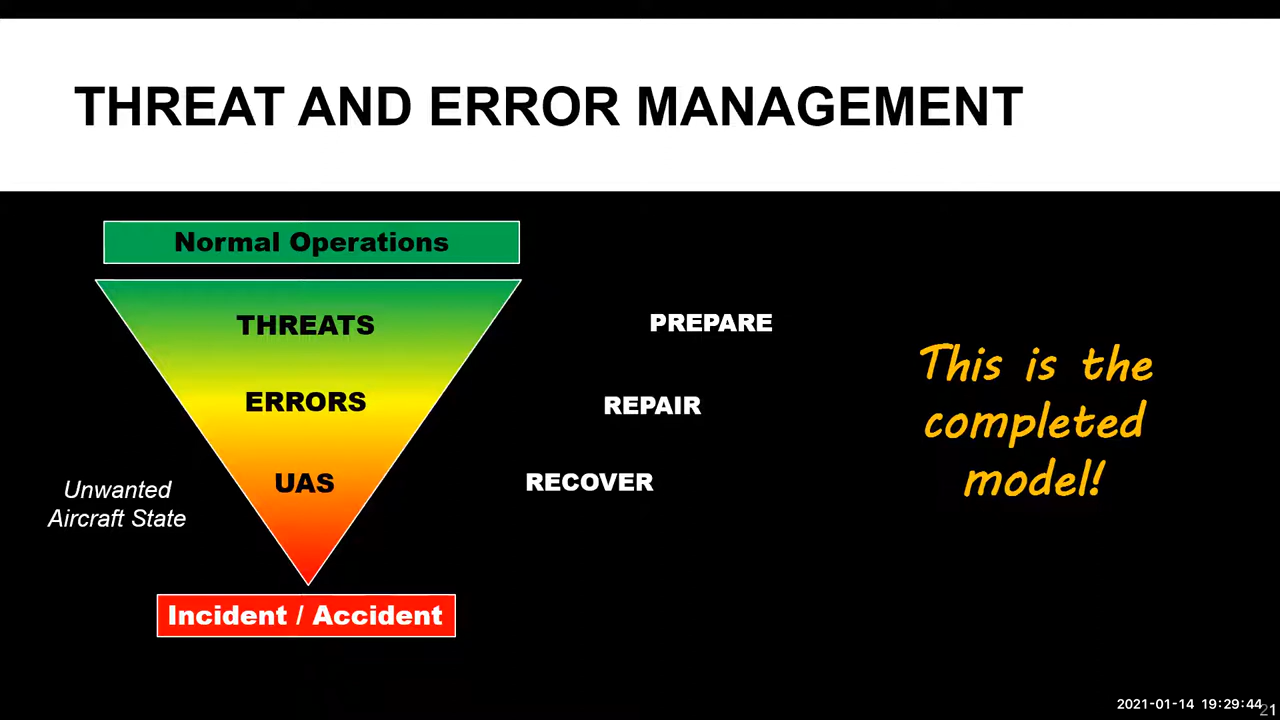 THREAT AND ERROR MANAGEMENT
Normal Operations
THREATS
PREPARE
ERRORS
REPAIR
UAS
RECOVER
Unwanted
Aircraft State
This is the
completed
model!
Incident / Accident
2021-01-14 19:29:44
21